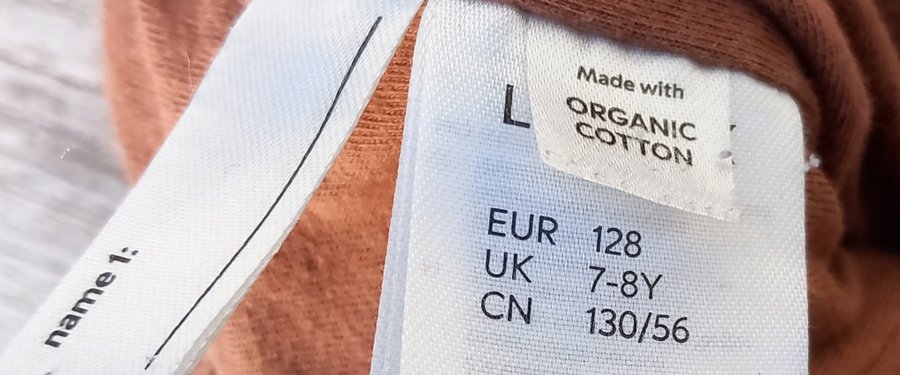 name 1:
Made with
ORGANIC
COTTON
EUR 128
UK 7-8Y
CN 130/56